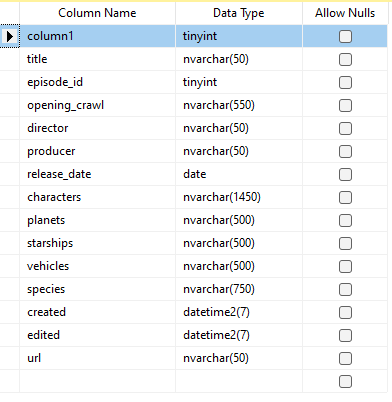 Column Name Data Type Allow Nulls
column1 tinyint
title nvarchar(50)
episode_id tinyint
opening_crawl nvarchar(550)
director nvarchar(50)
producer nvarchar(50)
release_date date
characters nvarchar(1450)
planets nvarchar(500)
starships nvarchar(500)
vehicles nvarchar(500)
species nvarchar(750)
created datetime2(7)
edited datetime2(7)
url nvarchar(50)